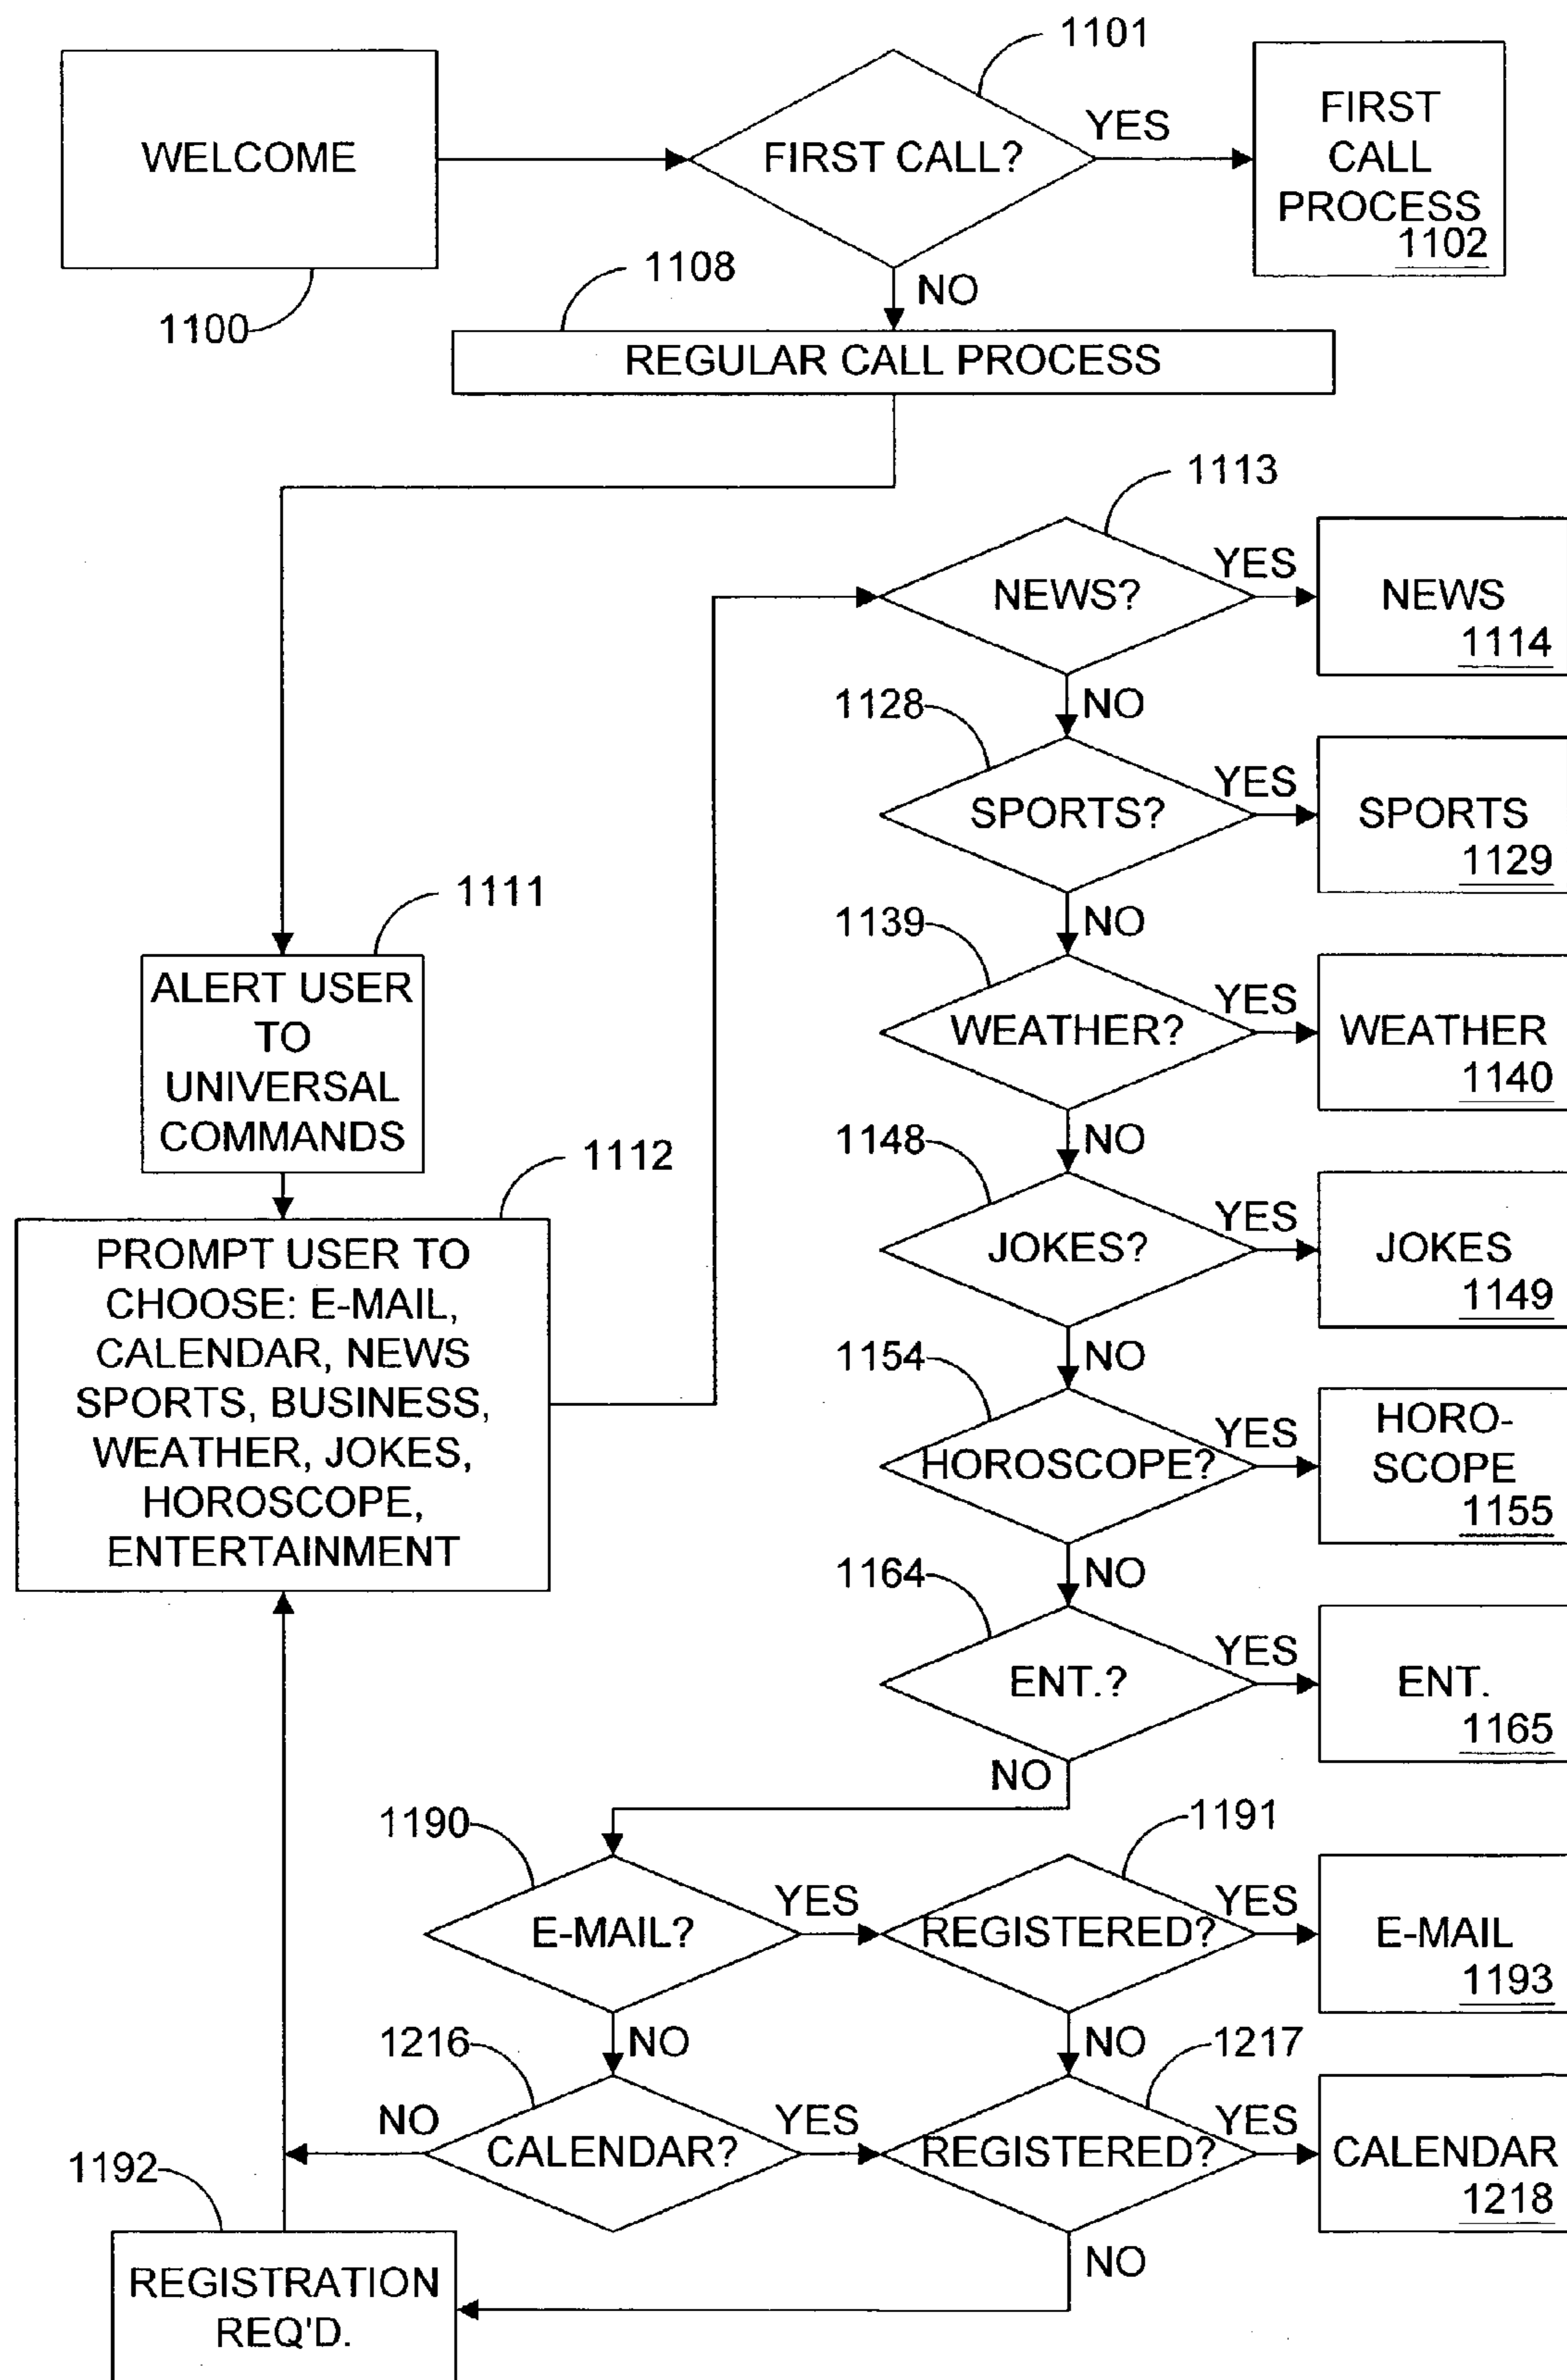 1101
WELCOME
FIRST CALL?
YES
FIRST
CALL
PROCESS
1102
1100
NO
1108
REGULAR CALL PROCESS
1113
NEWS?
YES
NEWS
1114
NO
1128
SPORTS?
YES
SPORTS
1129
NO
1111
ALERT USER
TO
UNIVERSAL
COMMANDS
1139
WEATHER?
YES
WEATHER
1140
NO
1112
PROMPT USER TO
CHOOSE: E-MAIL,
CALENDAR, NEWS
SPORTS, BUSINESS,
WEATHER, JOKES,
HOROSCOPE,
ENTERTAINMENT
1148
JOKES?
YES
JOKES
1149
NO
1154
HOROSCOPE?
YES
HORO-
SCOPE
1155
NO
1164
ENT.?
YES
ENT.
1165
NO
1190
E-MAIL?
YES
1191
REGISTERED?
YES
E-MAIL
1193
NO
NO
1216
CALENDAR?
NO
YES
1217
REGISTERED?
YES
CALENDAR
1218
NO
1192
REGISTRATION
REQ'D.